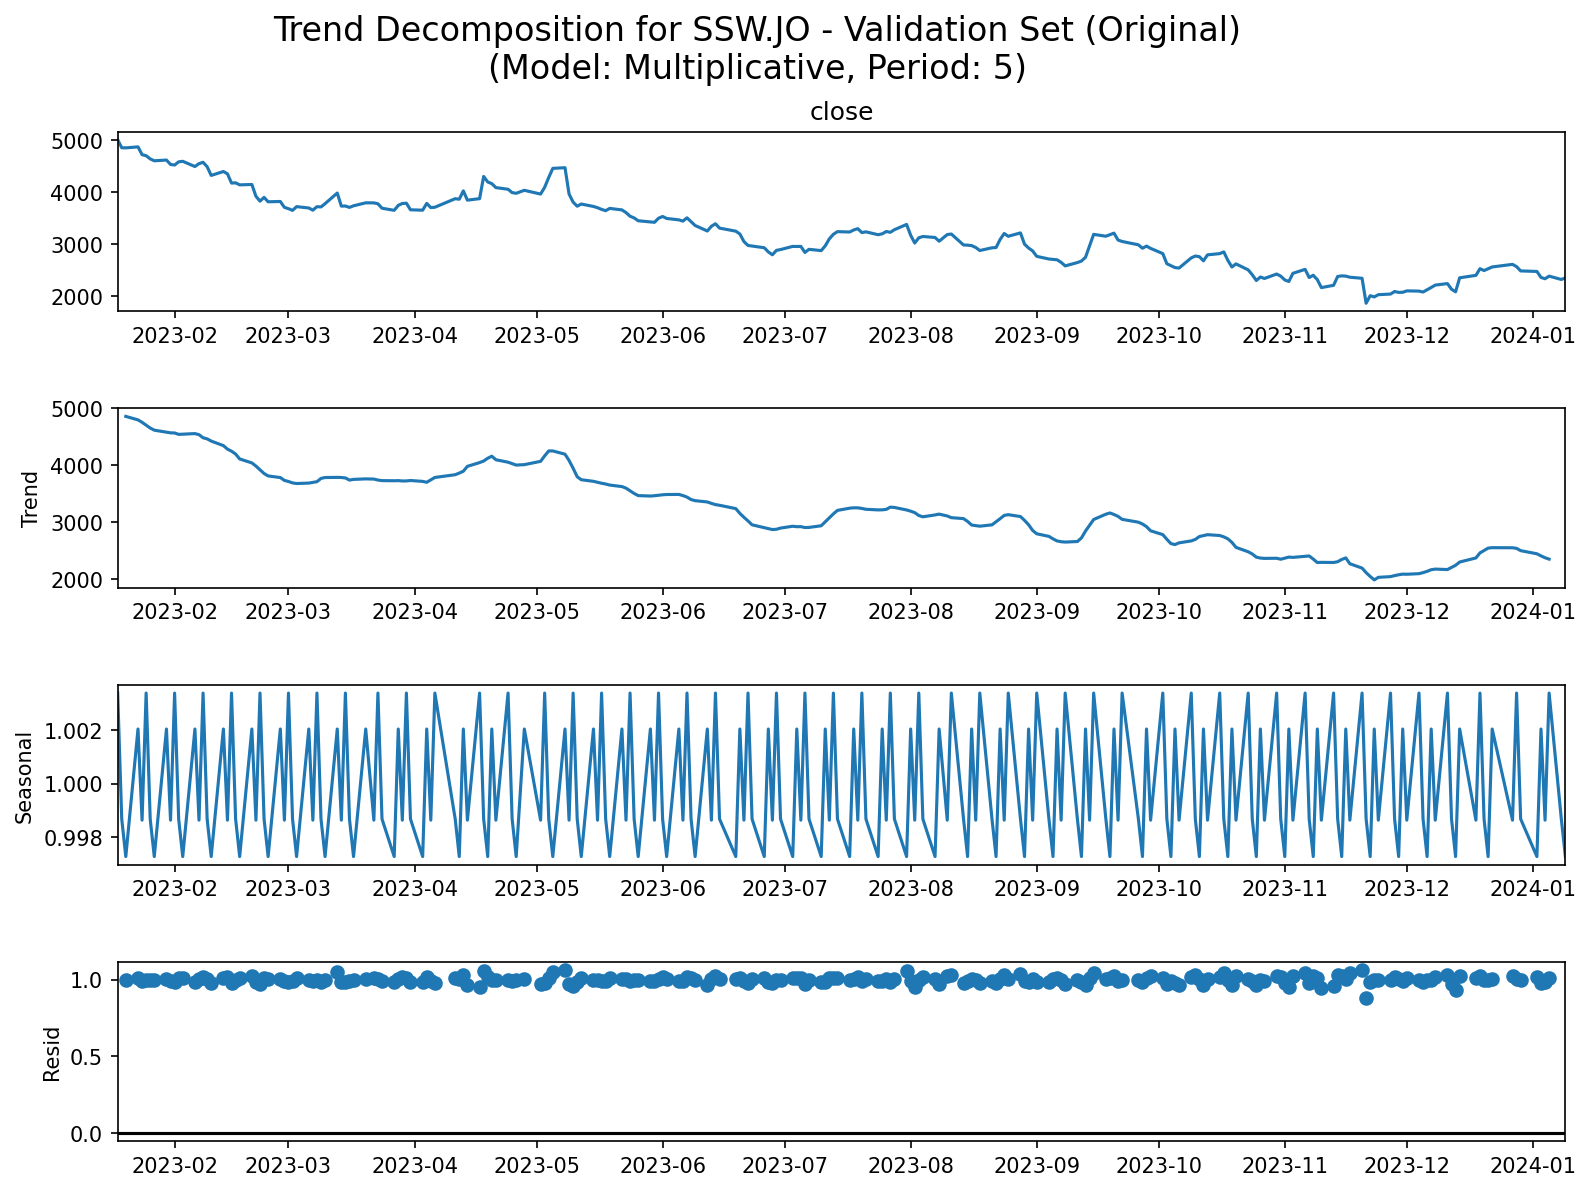 Trend Decomposition for SSW.JO - Validation Set (Original)
(Model: Multiplicative, Period: 5)
close
5000
4000
3000
2000
2023-02 2023-03 2023-04 2023-05 2023-06 2023-07 2023-08 2023-09 2023-10 2023-11 2023-12 2024-01
Trend
5000
4000
3000
2000
2023-02 2023-03 2023-04 2023-05 2023-06 2023-07 2023-08 2023-09 2023-10 2023-11 2023-12 2024-01
Seasonal
1.002
1.000
0.998
2023-02 2023-03 2023-04 2023-05 2023-06 2023-07 2023-08 2023-09 2023-10 2023-11 2023-12 2024-01
Resid
1.0
0.5
0.0
2023-02 2023-03 2023-04 2023-05 2023-06 2023-07 2023-08 2023-09 2023-10 2023-11 2023-12 2024-01